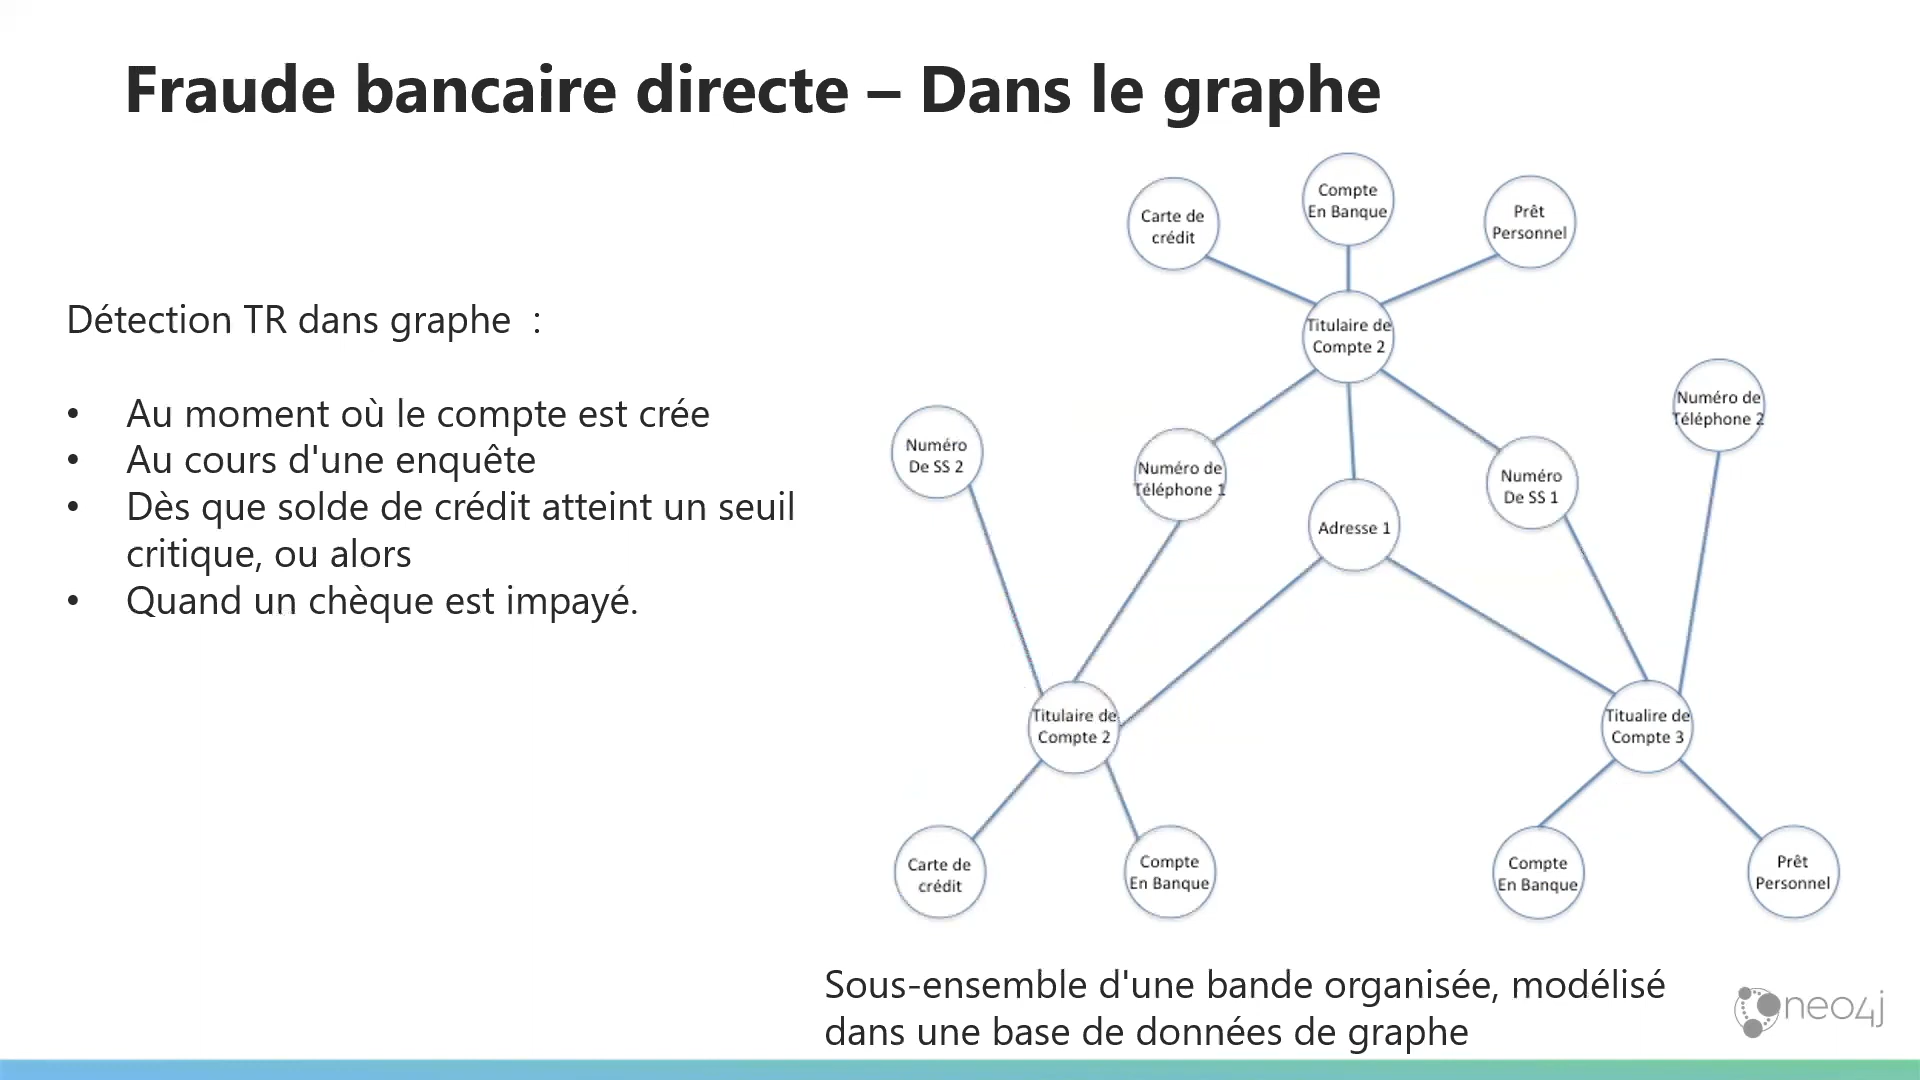 Fraude bancaire directe – Dans le graphe
Détection TR dans graphe  :
• Au moment où le compte est crée
• Au cours d'une enquête
• Dès que solde de crédit atteint un seuil
critique, ou alors
• Quand un chèque est impayé.
Carte de
crédit
Compte
En Banque
Prêt
Personnel
Titulaire de
Compte 2
Numéro de
Téléphone 2
Numéro
De SS 2
Numéro de
Téléphone 1
Adresse 1
Numéro
De SS 1
Titulaire de
Compte 2
Titualire de
Compte 3
Carte de
crédit
Compte
En Banque
Compte
En Banque
Prêt
Personnel
Sous-ensemble d'une bande organisée, modélisé
dans une base de données de graphe
neo4j